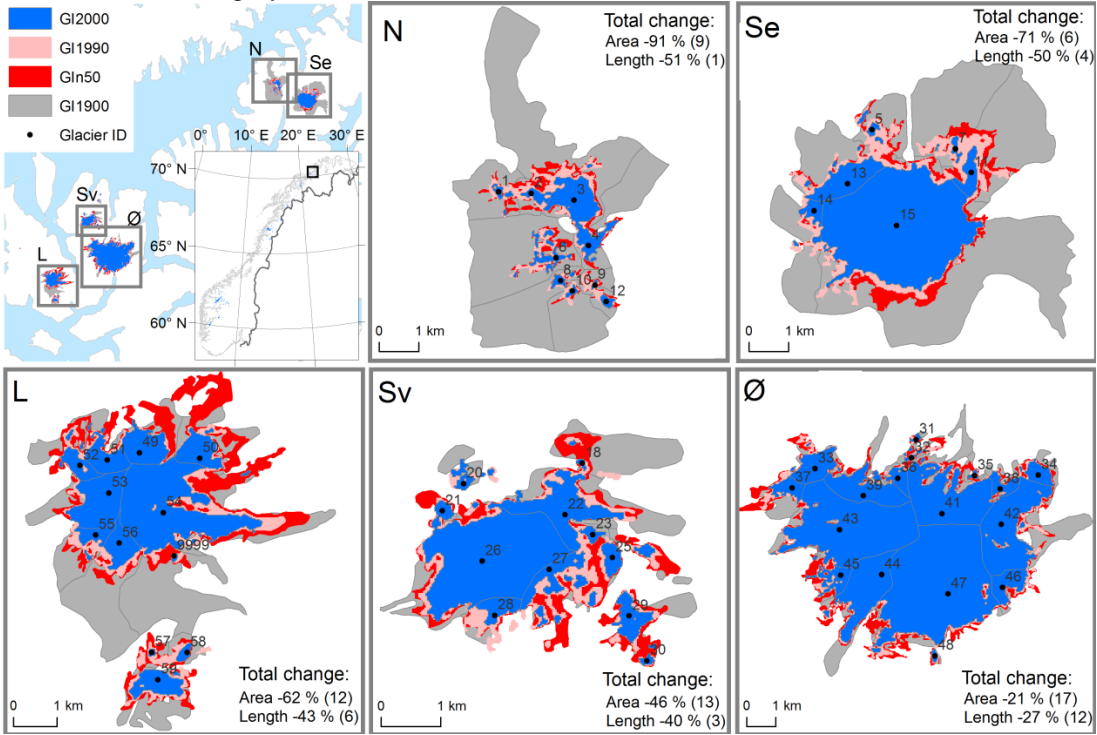 GI2000
GI1990
GIn50
GI1900
Glacier ID
N
Se
Sv
Ø
L
0° 10° E 20° E 30° E
70° N
65° N
60° N
N
Total change:
Area -91 % (9)
Length -51 % (1)
1
3
4
6
8
9
10
12
0 1 km
Se
Total change:
Area -71 % (6)
Length -50 % (4)
5
13
14
15
0 1 km
L
49
50
51
52
53
54
55
56
9999
57
58
59
Total change:
Area -62 % (12)
Length -43 % (6)
0 1 km
Sv
18
20
21
22
23
25
26
27
28
29
30
Total change:
Area -46 % (13)
Length -40 % (3)
0 1 km
Ø
31
32
33
34
35
36
37
38
39
41
42
43
44
45
46
47
48
Total change:
Area -21 % (17)
Length -27 % (12)
0 1 km